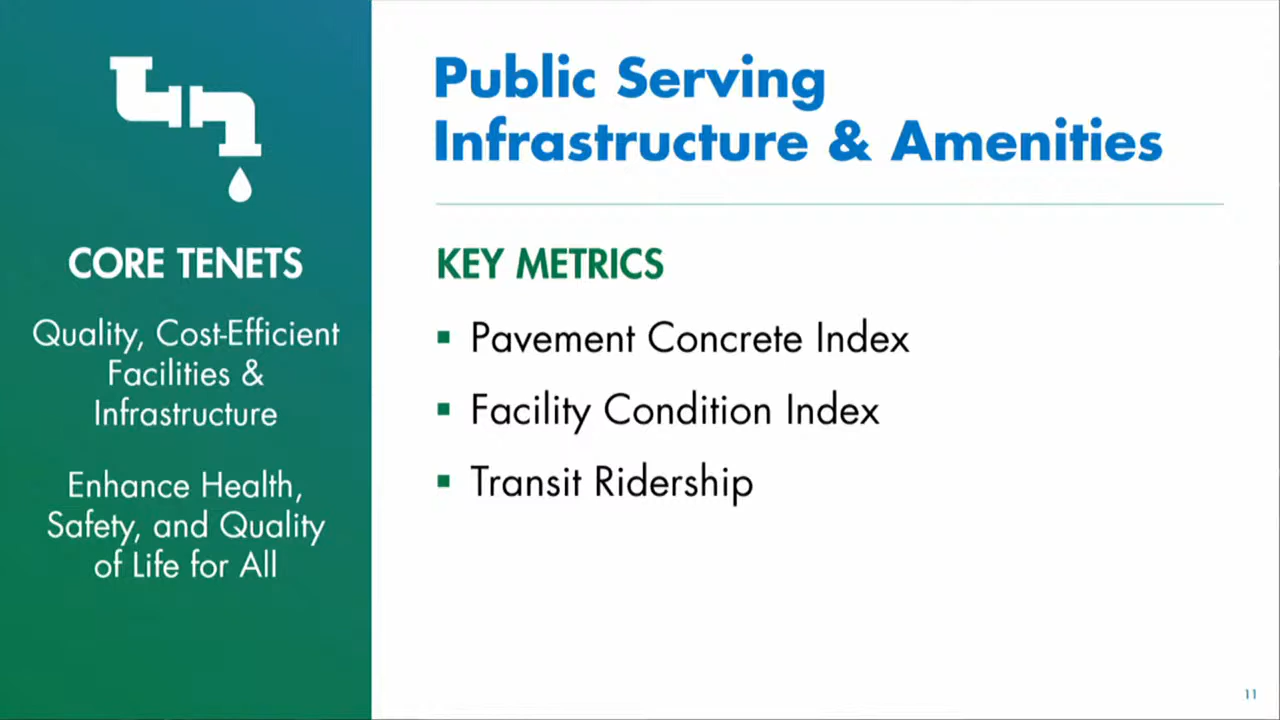 CORE TENETS
Quality, Cost-Efficient
Facilities &
Infrastructure
Enhance Health,
Safety, and Quality
of Life for All
Public Serving
Infrastructure & Amenities
KEY METRICS
▪ Pavement Concrete Index
▪ Facility Condition Index
▪ Transit Ridership
11